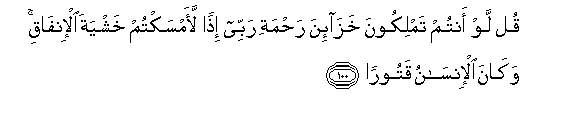 قُل لَّوْ أَنتُمْ تَمْلِكُونَ خَزَآئِنَ رَحْمَةِ رَبِّىٓ إِذًا لَّأَمْسَكْتُمْ خَشْيَةَ ٱلْإِنفَاقِ ۚ
وَكَانَ ٱلْإِنسَـٰنُ قَتُورًا ١٠٠